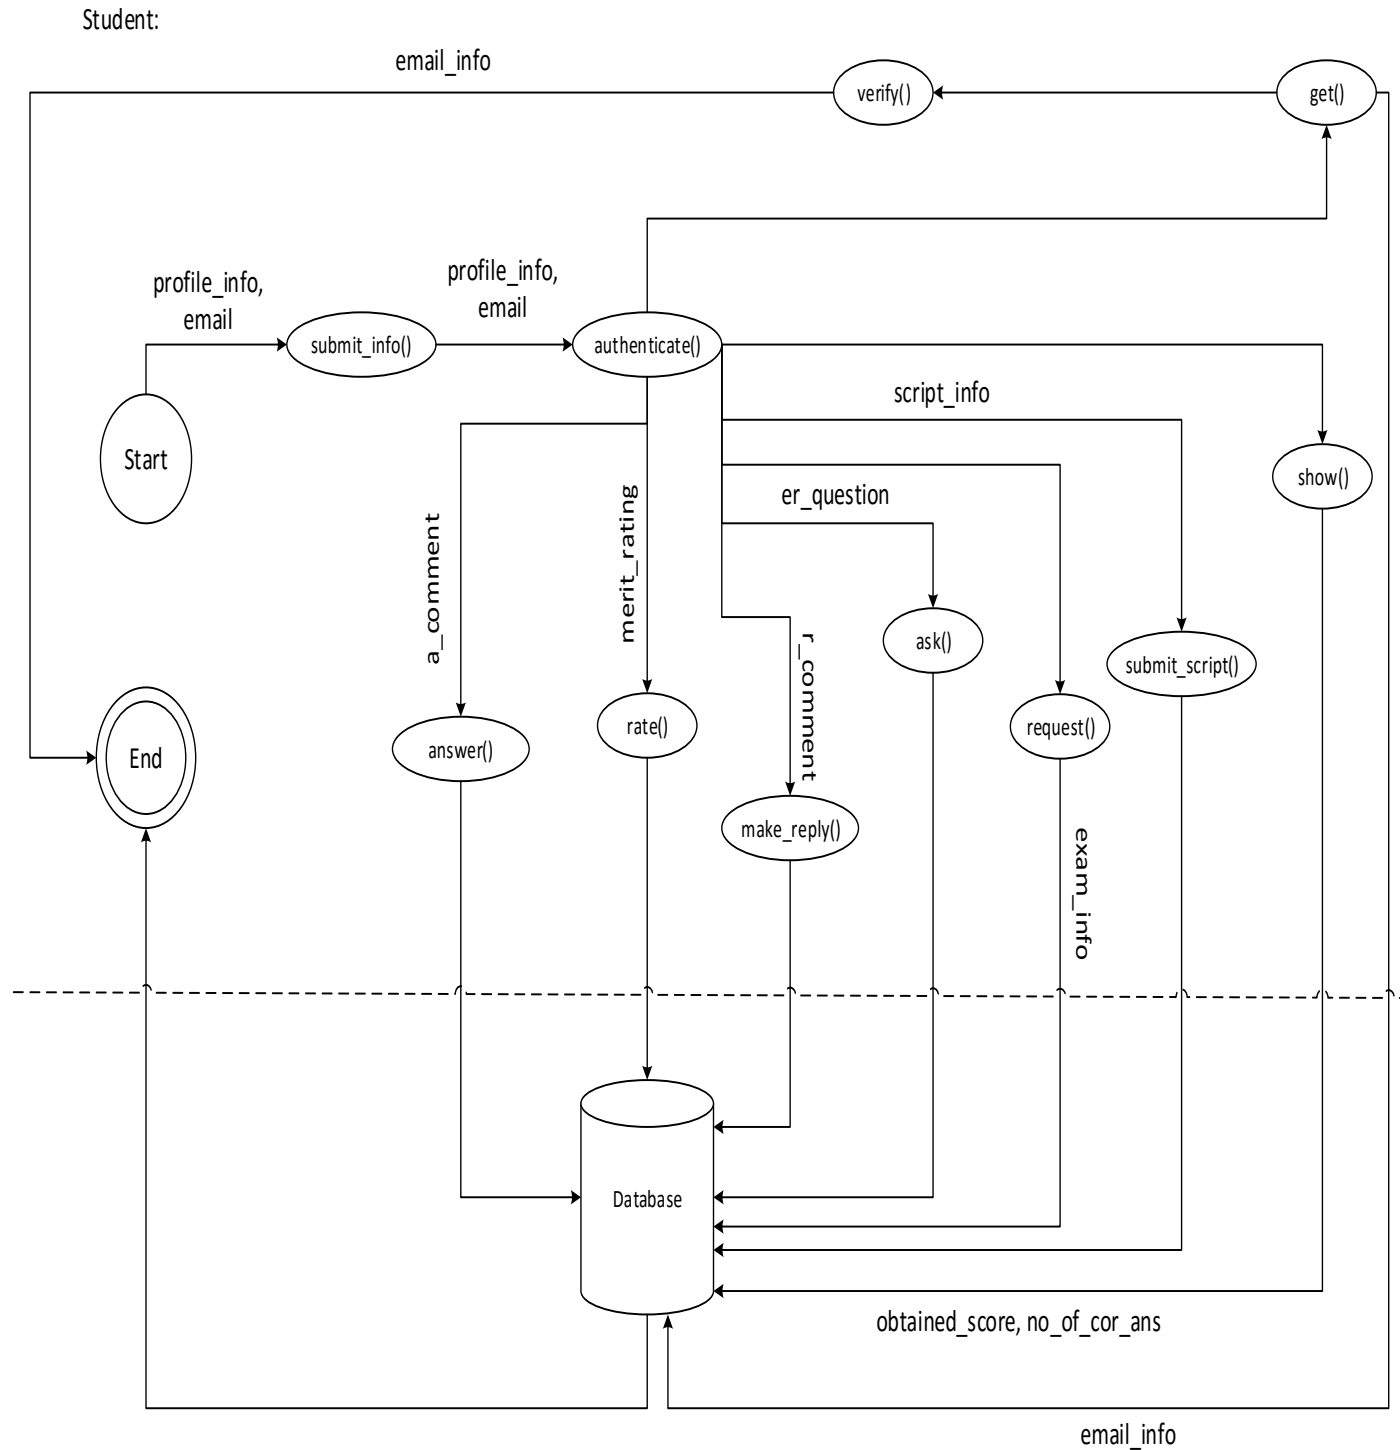 Student:
email_info
verify()
get()
profile_info,
email
profile_info,
email
submit_info()
authenticate()
script_info
Start
show()
er_question
a_comment
merit_rating
r_comment
ask()
submit_script()
End
answer()
rate()
request()
make_reply()
exam_info
Database
obtained_score, no_of_cor_ans
email_info